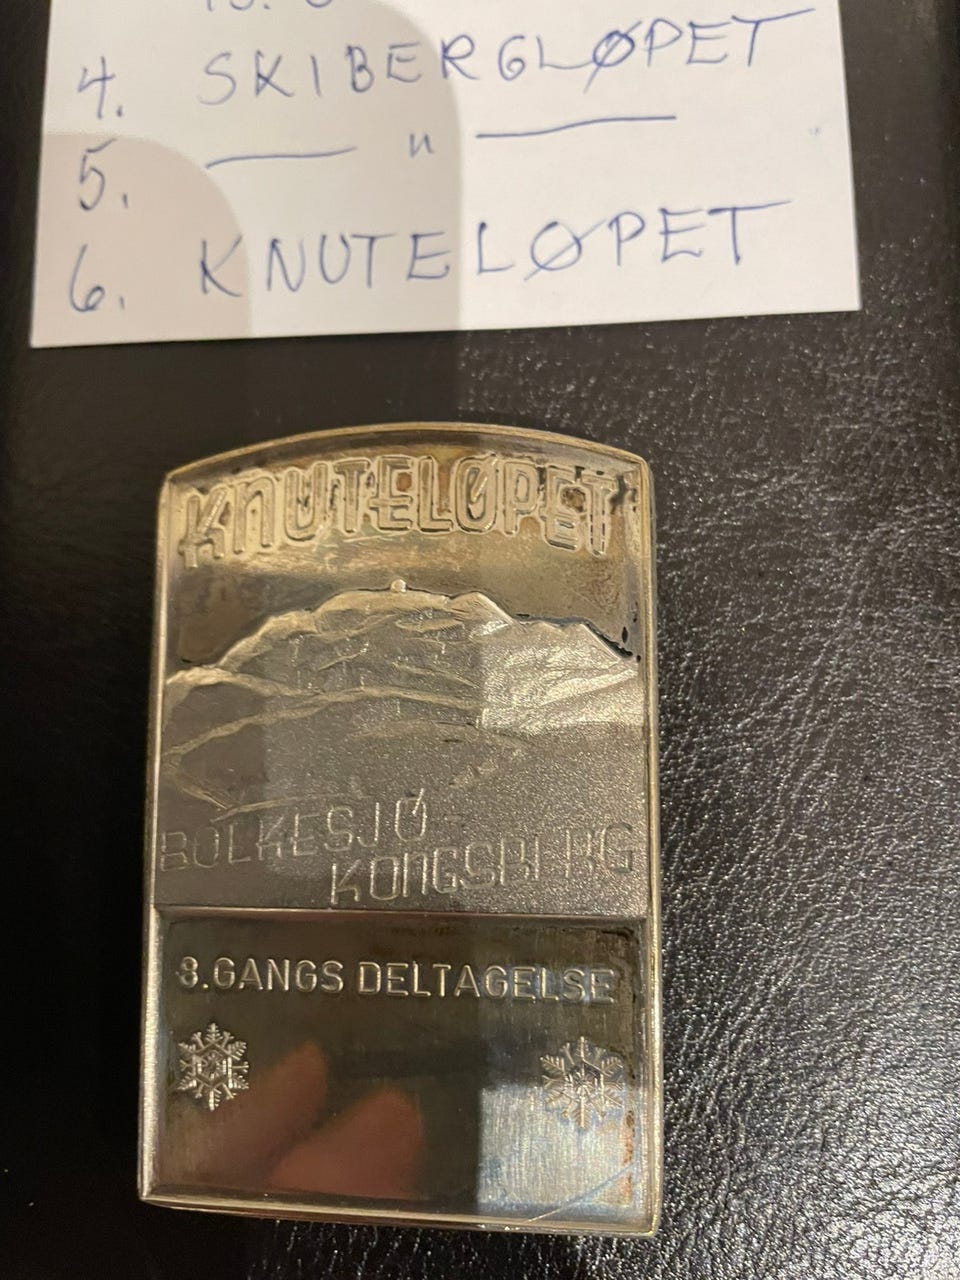 4. SKIBERGLØPET
5. — " —
6. KNUTELØPET
KNUTELØPET
BOLKESJØ-
KONGSBERG
8.GANGS DELTAGELSE